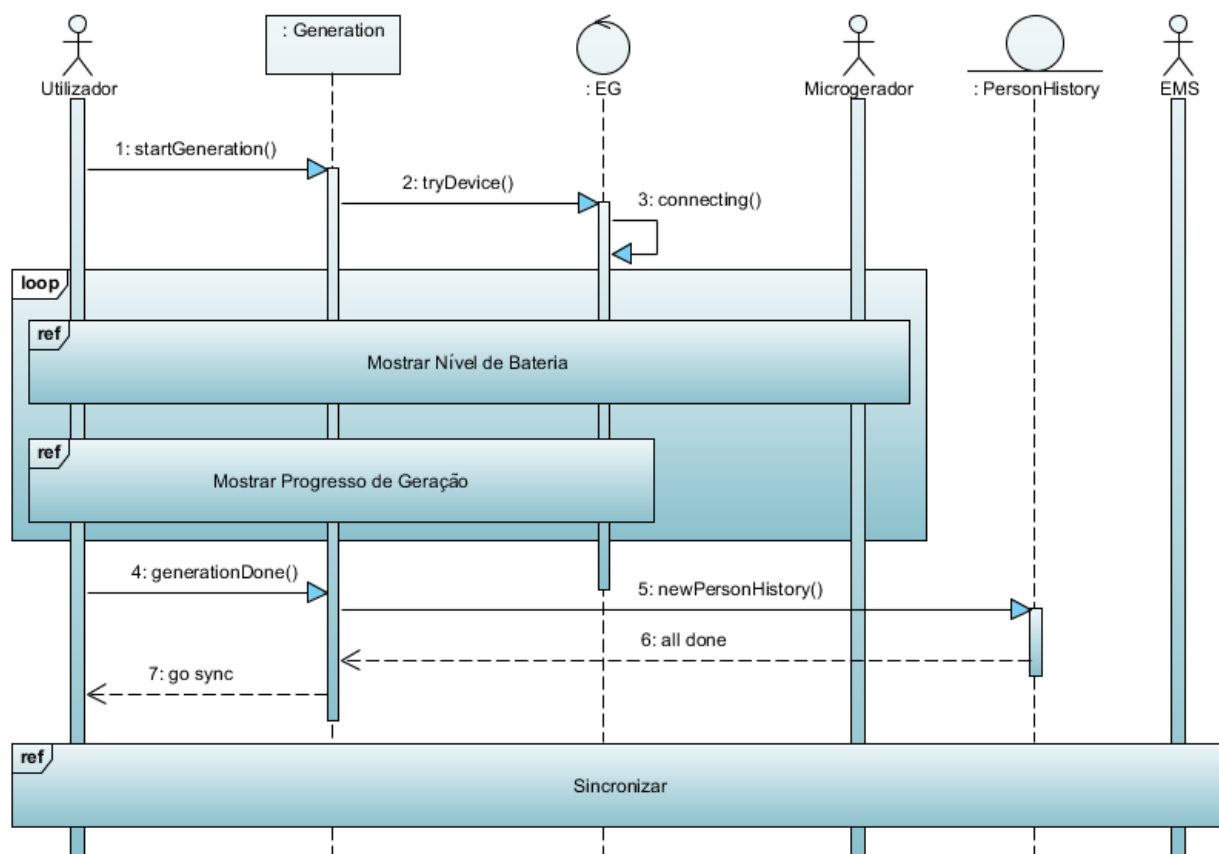 : Generation
Utilizador
: EG
Microgerador
: PersonHistory
EMS
1: startGeneration()
2: tryDevice()
3: connecting()
loop
ref
Mostrar Nível de Bateria
ref
Mostrar Progresso de Geração
4: generationDone()
5: newPersonHistory()
6: all done
7: go sync
ref
Sincronizar